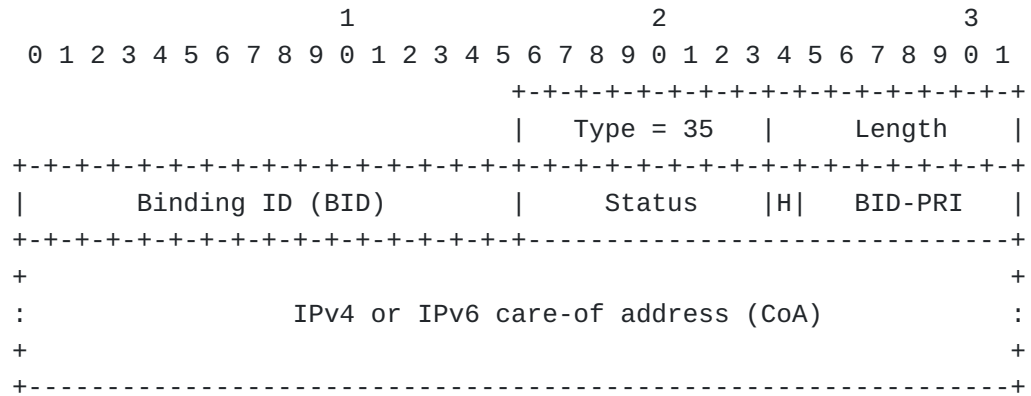 1                   2                   3
 0 1 2 3 4 5 6 7 8 9 0 1 2 3 4 5 6 7 8 9 0 1 2 3 4 5 6 7 8 9 0 1
                                +-+-+-+-+-+-+-+-+-+-+-+-+-+-+-+-+
                                |   Type = 35   |     Length    |
+-+-+-+-+-+-+-+-+-+-+-+-+-+-+-+-+-+-+-+-+-+-+-+-+-+-+-+-+-+-+-+-+
|       Binding ID (BID)        |     Status    |H|   BID-PRI   |
+-+-+-+-+-+-+-+-+-+-+-+-+-+-+-+-+-------------------------------+
+                                                               +
:                 IPv4 or IPv6 care-of address (CoA)            :
+                                                               +
+---------------------------------------------------------------+